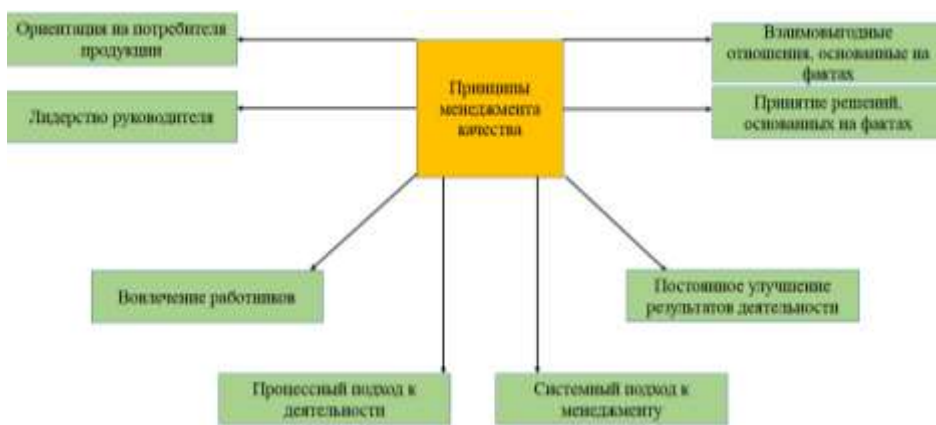 Ориентация на потребителя
продукции
Лидерство руководителя
Принципы
менеджмента
качества
Взаимовыгодные
отношения, основанные на
фактах
Принятие решений,
основанных на фактах
Вовлечение работников
Постоянное улучшение
результатов деятельности
Процессный подход к
деятельности
Системный подход к
менеджменту